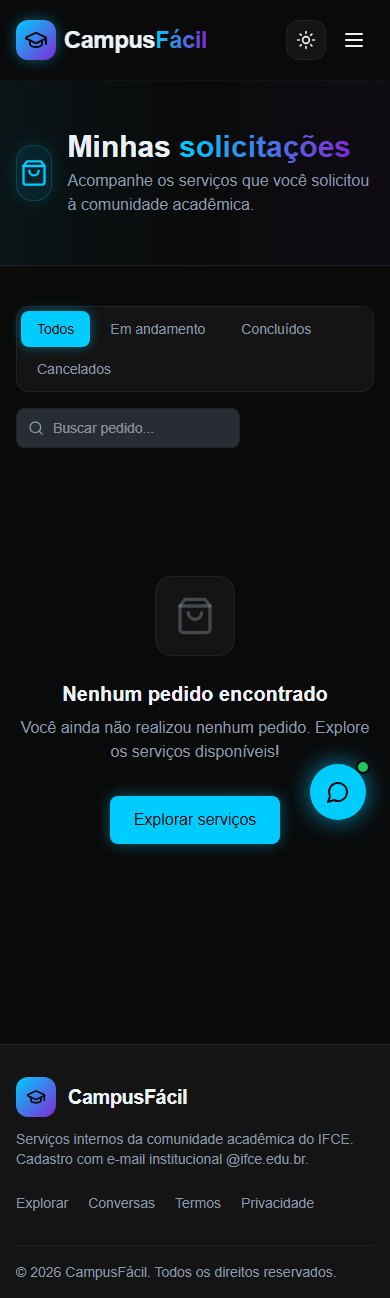 CampusFácil
Minhas solicitações
Acompanhe os serviços que você solicitou
à comunidade acadêmica.
Todos
Em andamento
Concluídos
Cancelados
Buscar pedido...
Nenhum pedido encontrado
Você ainda não realizou nenhum pedido. Explore
os serviços disponíveis!
Explorar serviços
CampusFácil
Serviços internos da comunidade acadêmica do IFCE.
Cadastro com e-mail institucional @ifce.edu.br.
Explorar Conversas Termos Privacidade
© 2026 CampusFácil. Todos os direitos reservados.